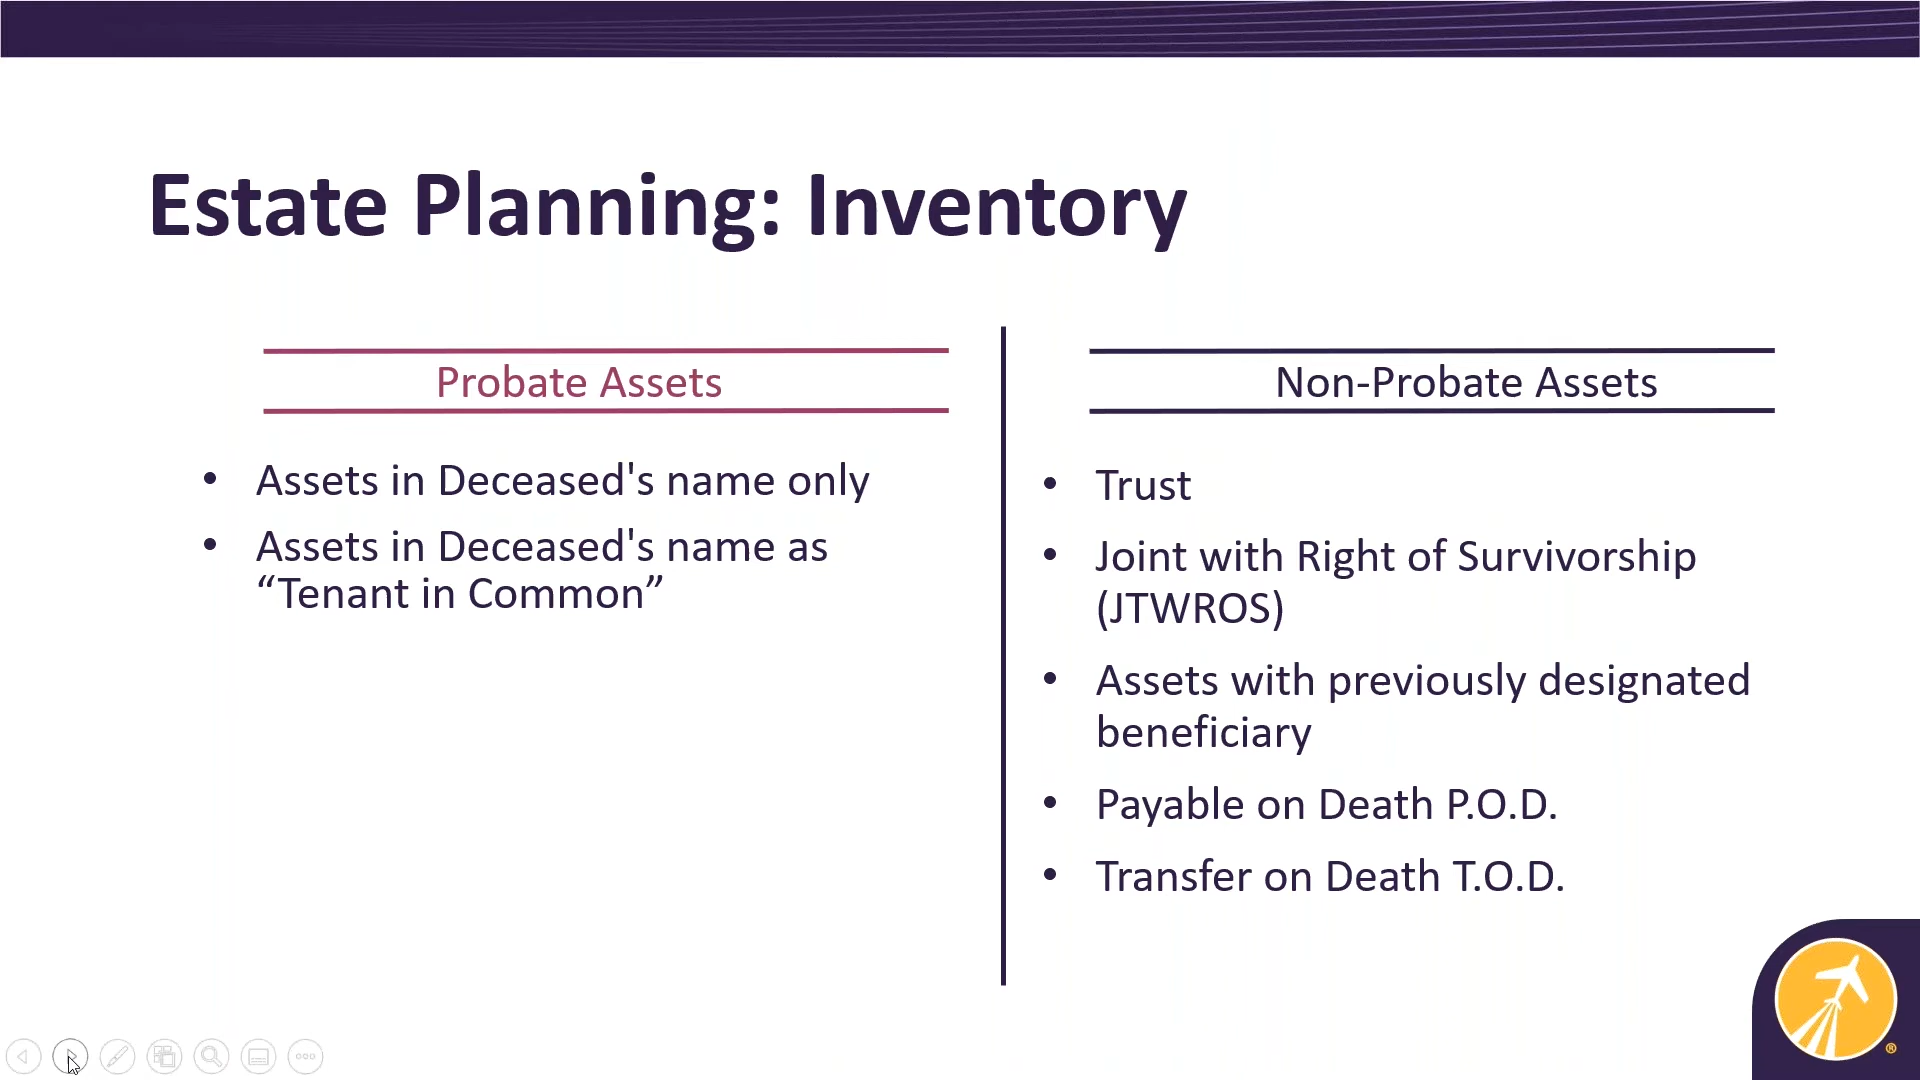 Estate Planning: Inventory
Probate Assets
• Assets in Deceased's name only
• Assets in Deceased's name as
“Tenant in Common”
Non-Probate Assets
• Trust
• Joint with Right of Survivorship
(JTWROS)
• Assets with previously designated
beneficiary
• Payable on Death P.O.D.
• Transfer on Death T.O.D.
®